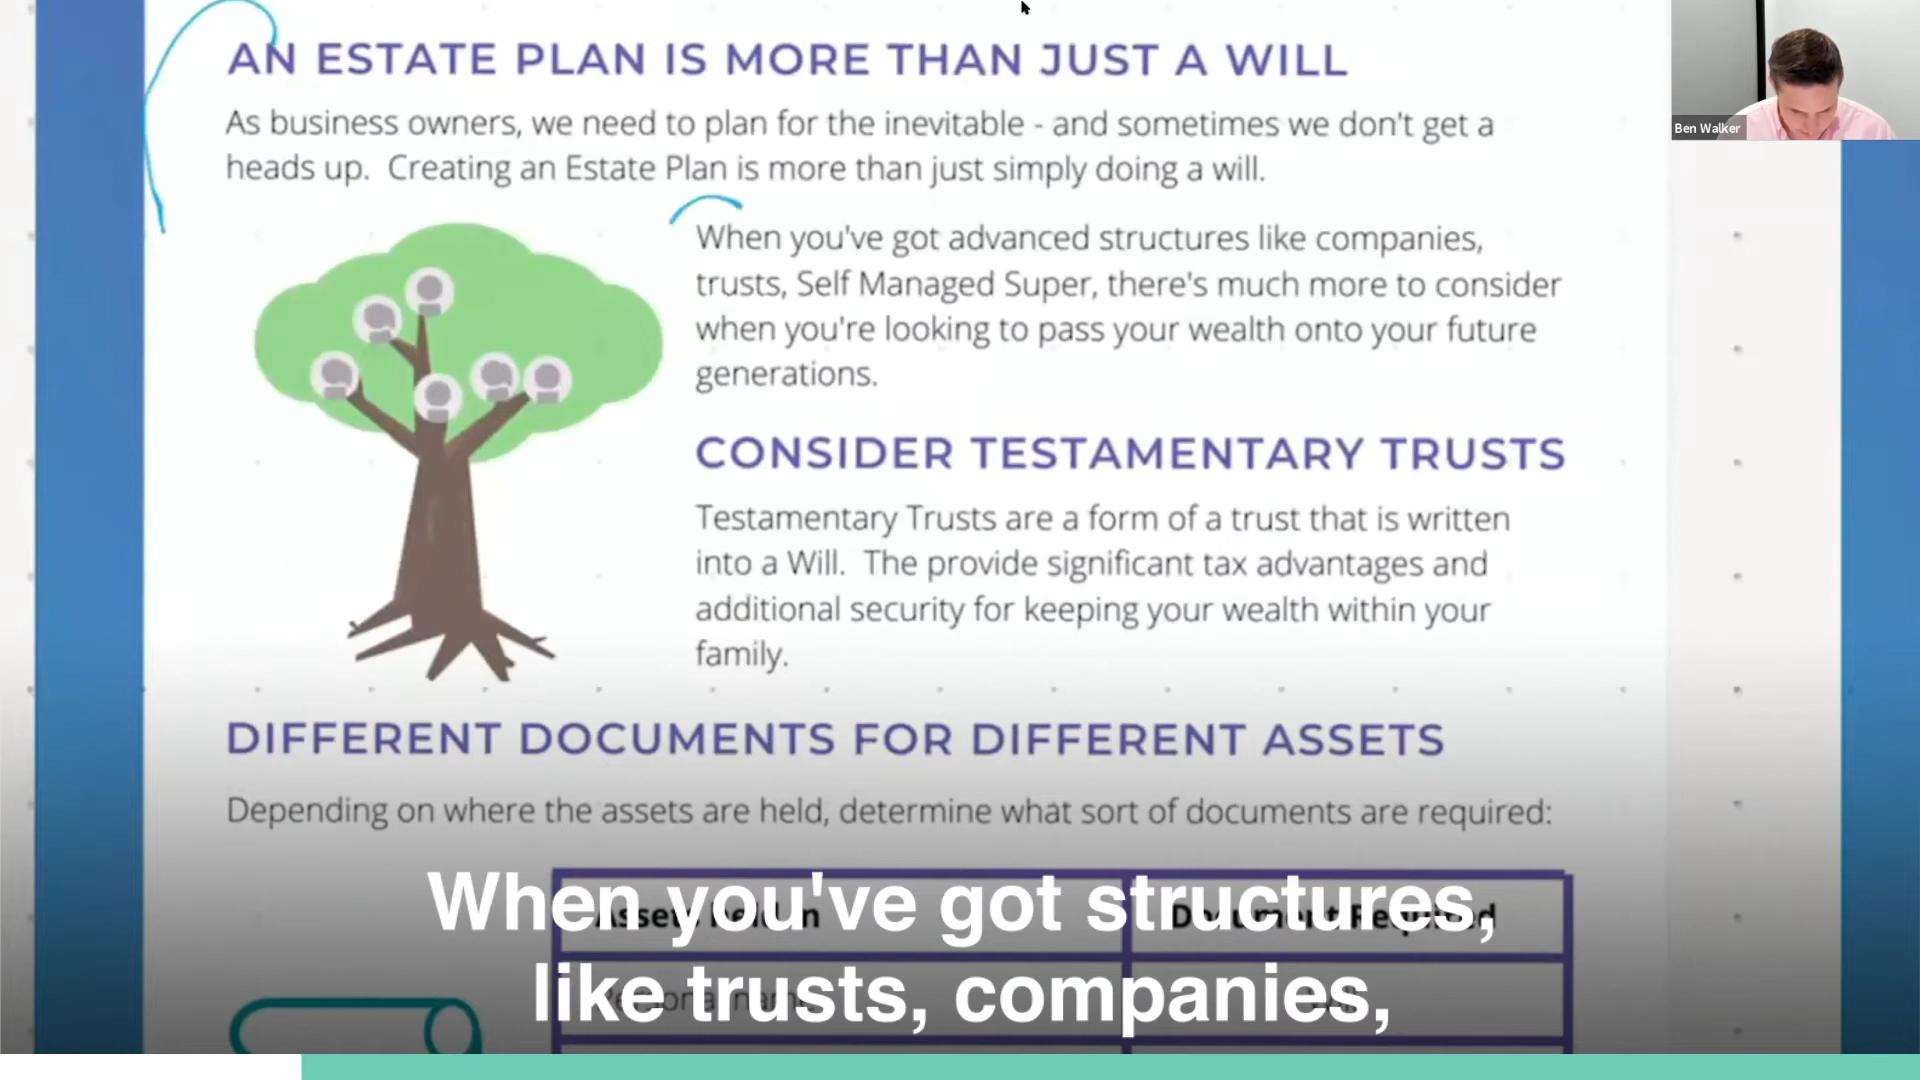 AN ESTATE PLAN IS MORE THAN JUST A WILL
As business owners, we need to plan for the inevitable - and sometimes we don't get a
heads up. Creating an Estate Plan is more than just simply doing a will.
When you've got advanced structures like companies,
trusts, Self Managed Super, there's much more to consider
when you're looking to pass your wealth onto your future
generations.
CONSIDER TESTAMENTARY TRUSTS
Testamentary Trusts are a form of a trust that is written
into a Will. The provide significant tax advantages and
additional security for keeping your wealth within your
family.
DIFFERENT DOCUMENTS FOR DIFFERENT ASSETS
Depending on where the assets are held, determine what sort of documents are required:
Document Required
When you've got structures,
like trusts, companies,
Ben Walker